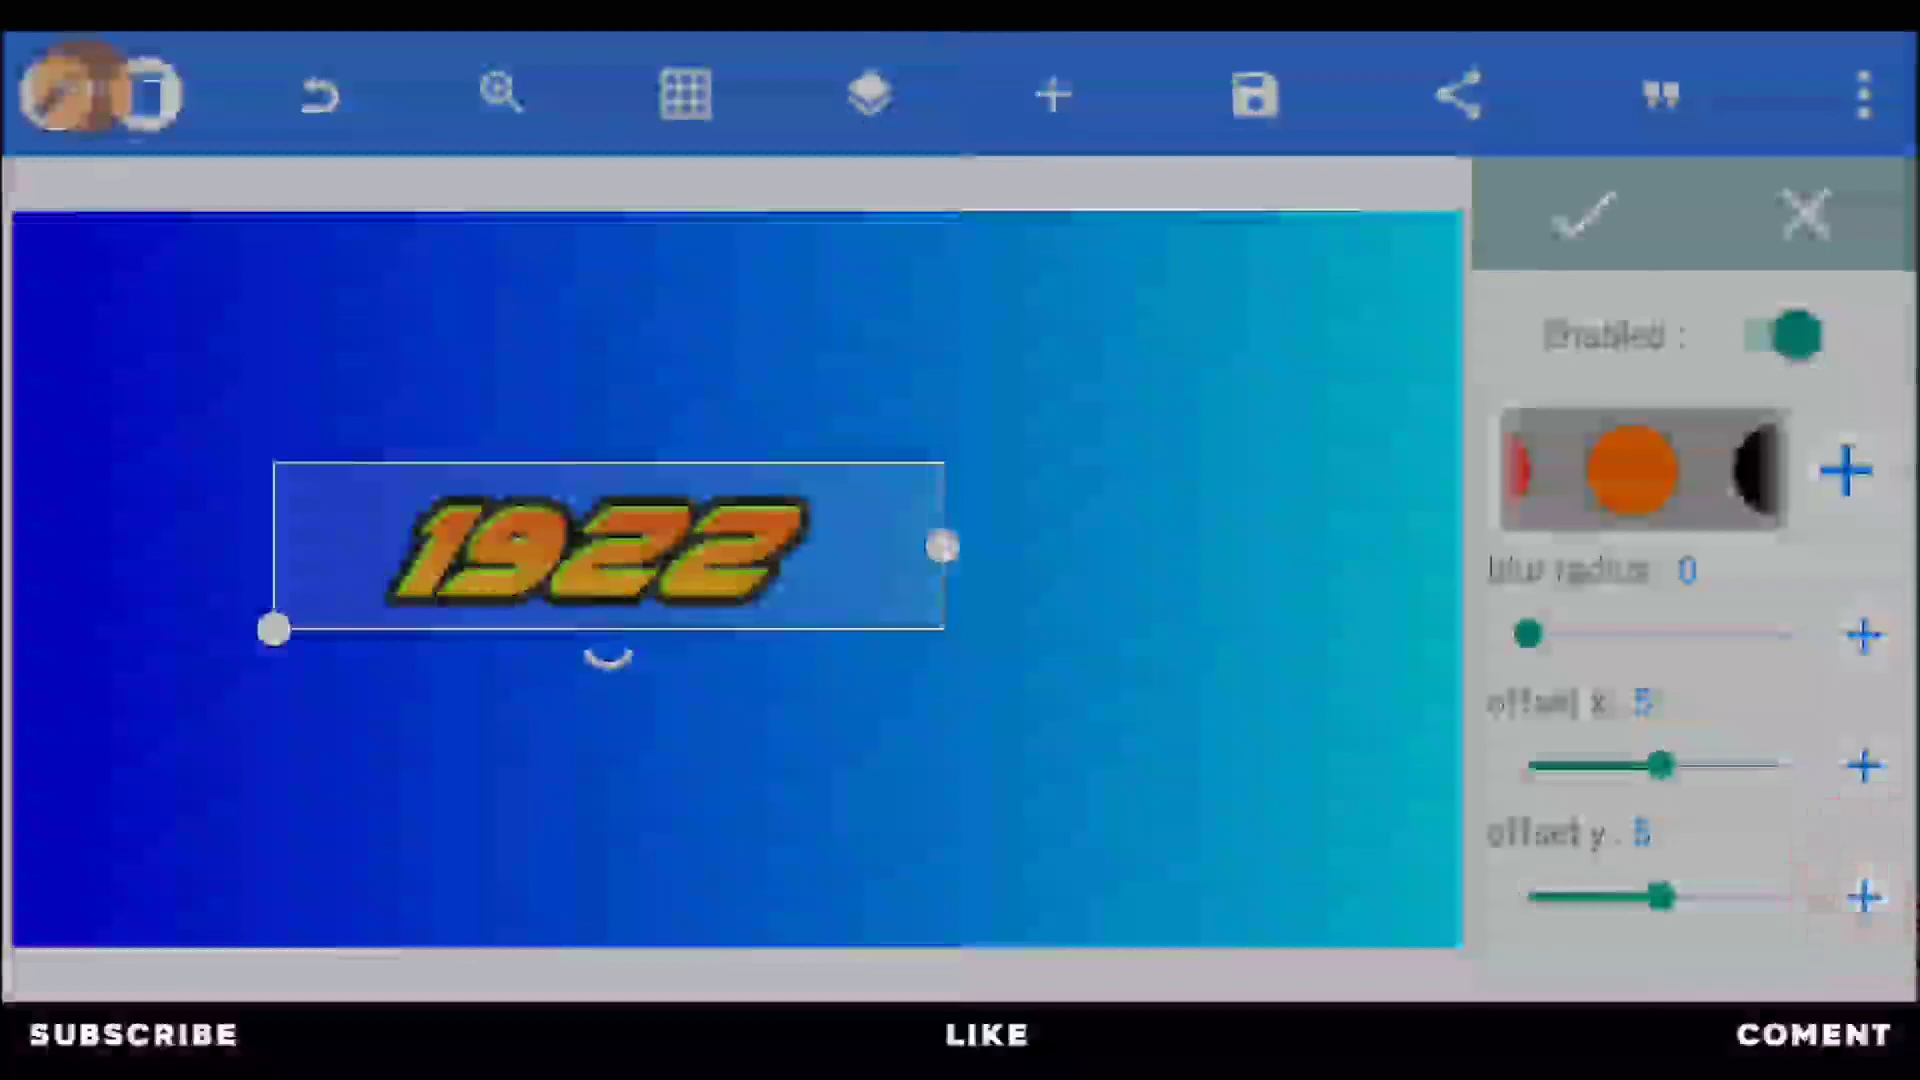 1922
Enabled :
blur radius : 0
offset x : 5
offset y : 5
SUBSCRIBE
LIKE
COMENT